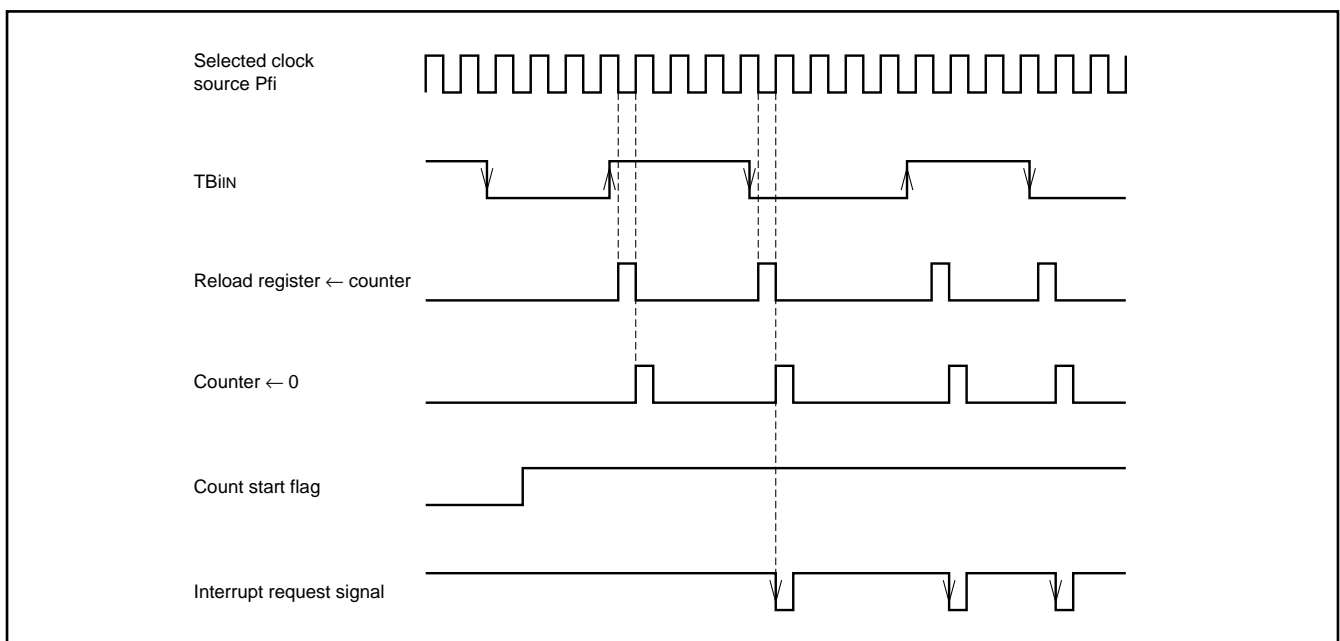 Selected clock
source Pfi
TBiIN
Reload register ← counter
Counter ← 0
Count start flag
Interrupt request signal